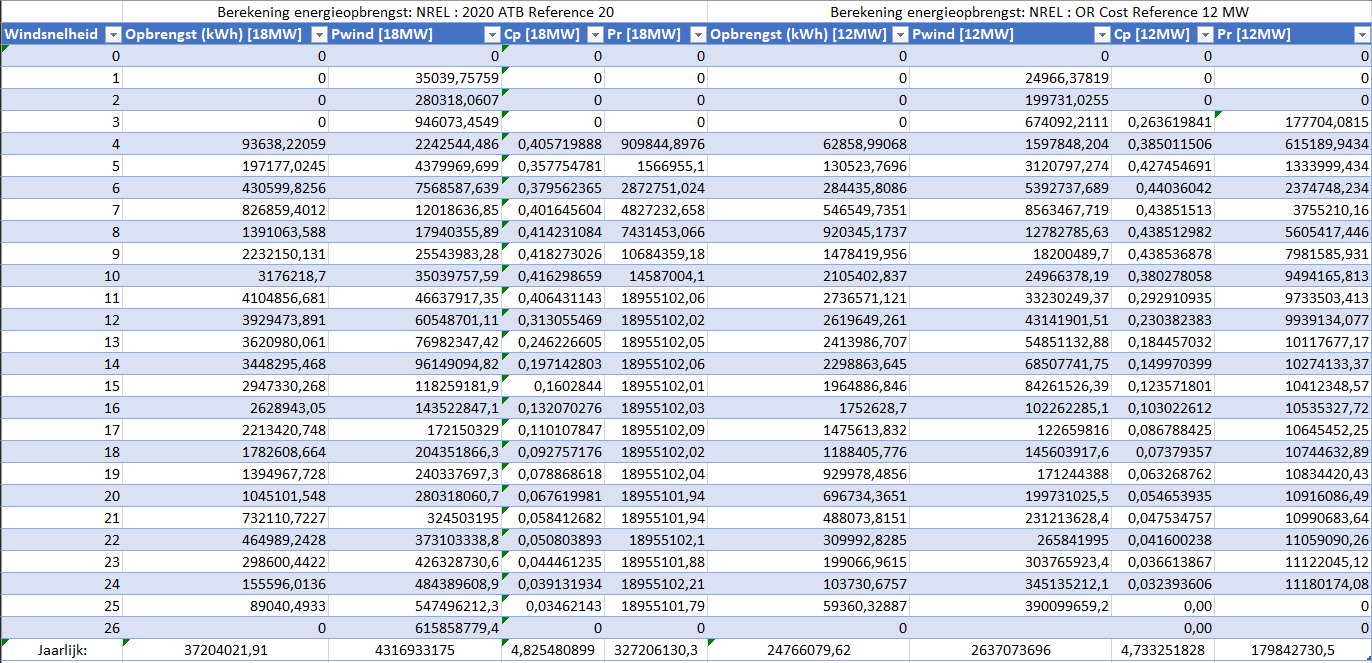 Berekening energieopbrengst: NREL : 2020 ATB Reference 20 Berekening energieopbrengst: NREL : OR Cost Reference 12 MW
Windsnelheid Opbrengst (kWh) [18MW] Pwind [18MW] Cp [18MW] Pr [18MW] Opbrengst (kWh) [12MW] Pwind [12MW] Cp [12MW] Pr [12MW]
0 0 0 0 0 0 0 0 0
1 0 35039,75759 0 0 0 24966,37819 0 0
2 0 280318,0607 0 0 0 199731,0255 0 0
3 0 946073,4549 0 0 0 674092,2111 0,263619841 177704,0815
4 93638,22059 2242544,486 0,405719888 909844,8976 62858,99068 1597848,204 0,385011506 615189,9434
5 197177,0245 4379969,699 0,357754781 1566955,1 130523,7696 3120797,274 0,427454691 1333999,434
6 430599,8256 7568587,639 0,379562365 2872751,024 284435,8086 5392737,689 0,44036042 2374748,234
7 826859,4012 12018636,85 0,401645604 4827232,658 546549,7351 8563467,719 0,43851513 3755210,16
8 1391063,588 17940355,89 0,414231084 7431453,066 920345,1737 12782785,63 0,438512982 5605417,446
9 2232150,131 25543983,28 0,418273026 10684359,18 1478419,956 18200489,7 0,438536878 7981585,931
10 3176218,7 35039757,59 0,416298659 14587004,1 2105402,837 24966378,19 0,380278058 9494165,813
11 4104856,681 46637917,35 0,406431143 18955102,06 2736571,121 33230249,37 0,292910935 9733503,413
12 3929473,891 60548701,11 0,313055469 18955102,02 2619649,261 43141901,51 0,230382383 9939134,077
13 3620980,061 76982347,42 0,246226605 18955102,05 2413986,707 54851132,88 0,184457032 10117677,17
14 3448295,468 96149094,82 0,197142803 18955102,06 2298863,645 68507741,75 0,149970399 10274133,37
15 2947330,268 118259181,9 0,1602844 18955102,01 1964886,846 84261526,39 0,123571801 10412348,57
16 2628943,05 143522847,1 0,132070276 18955102,03 1752628,7 102262285,1 0,103022612 10535327,72
17 2213420,748 172150329 0,110107847 18955102,09 1475613,832 122659816 0,086788425 10645452,25
18 1782608,664 204351866,3 0,092757176 18955102,02 1188405,776 145603917,6 0,07379357 10744632,89
19 1394967,728 240337697,3 0,078868618 18955102,04 929978,4856 171244388 0,063268762 10834420,43
20 1045101,548 280318060,7 0,067619981 18955101,94 696734,3651 199731025,5 0,054653935 10916086,49
21 732110,7227 324503195 0,058412682 18955101,94 488073,8151 231213628,4 0,047534757 10990683,64
22 464989,2428 373103338,8 0,050803893 18955102,1 309992,8285 265841995 0,041600238 11059090,26
23 298600,4422 426328730,6 0,044461235 18955101,88 199066,9615 303765923,4 0,036613867 11122045,12
24 155596,0136 484389608,9 0,039131934 18955102,21 103730,6757 345135212,1 0,032393606 11180174,08
25 89040,4933 547496212,3 0,03462143 18955101,79 59360,32887 390099659,2 0,00 0
26 0 615858779,4 0 0 0 0,00 0
Jaarlijk: 37204021,91 4316933175 4,825480899 327206130,3 24766079,62 2637073696 4,733251828 179842730,5